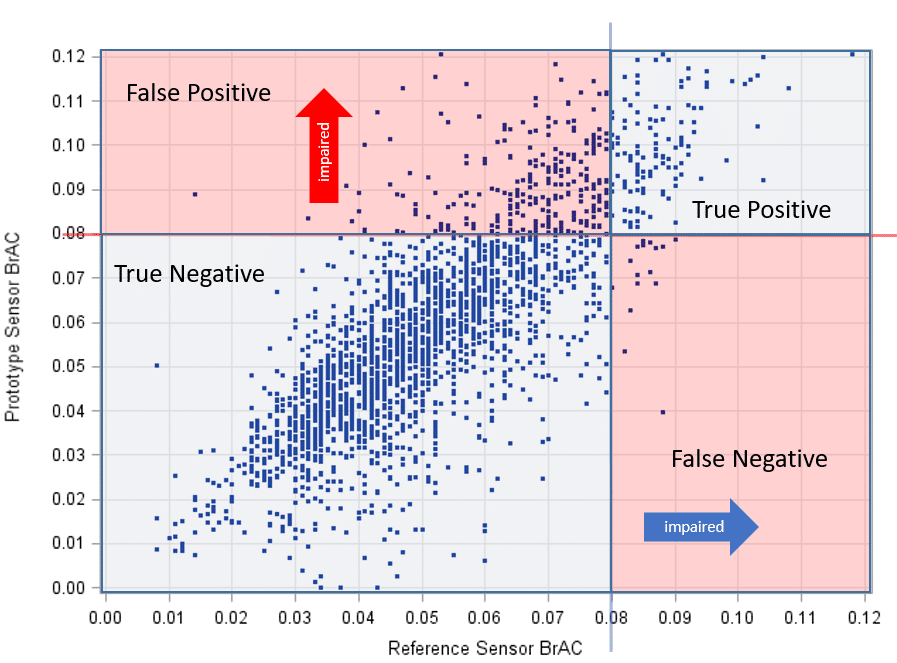 0.12
False Positive
0.11
impaired
0.10
0.09
True Positive
0.08
True Negative
0.07
0.06
0.05
0.04
0.03
False Negative
0.02
impaired
0.01
0.00
Prototype Sensor BrAC
0.00 0.01 0.02 0.03 0.04 0.05 0.06 0.07 0.08 0.09 0.10 0.11 0.12
Reference Sensor BrAC